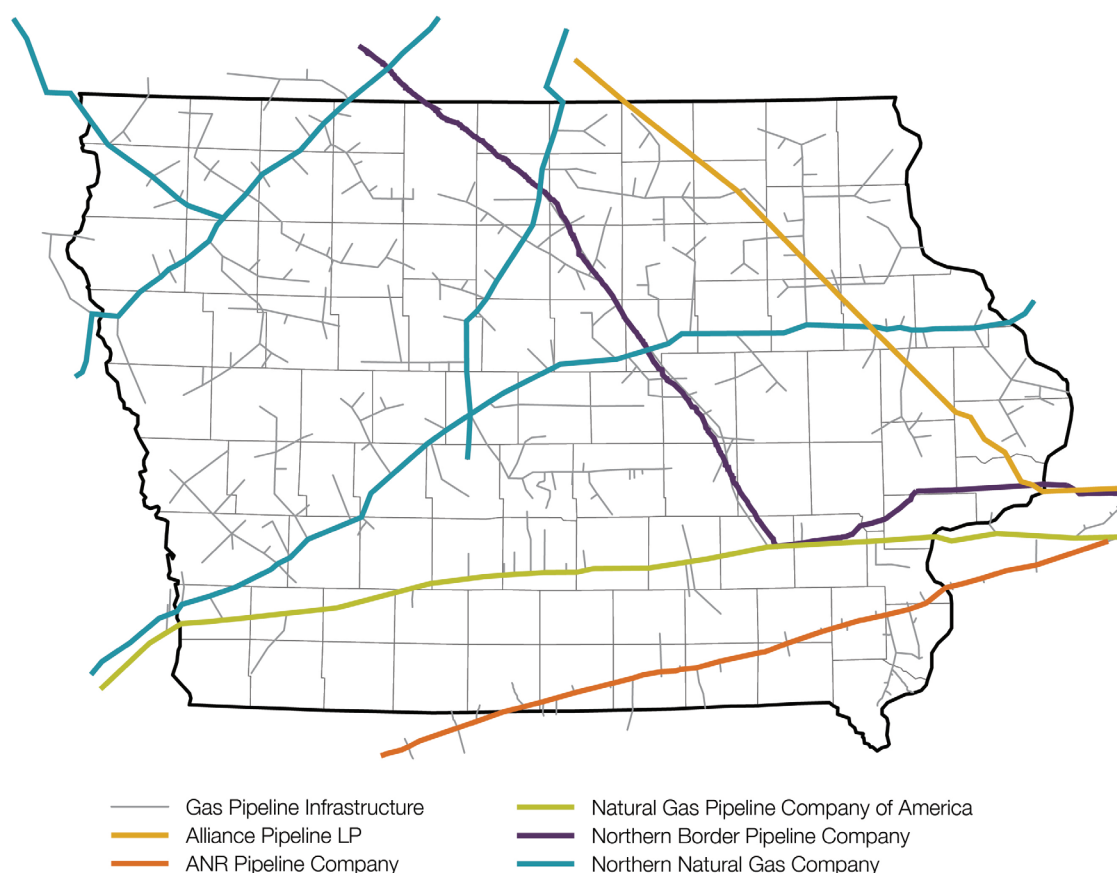 Gas Pipeline Infrastructure
Alliance Pipeline LP
ANR Pipeline Company
Natural Gas Pipeline Company of America
Northern Border Pipeline Company
Northern Natural Gas Company